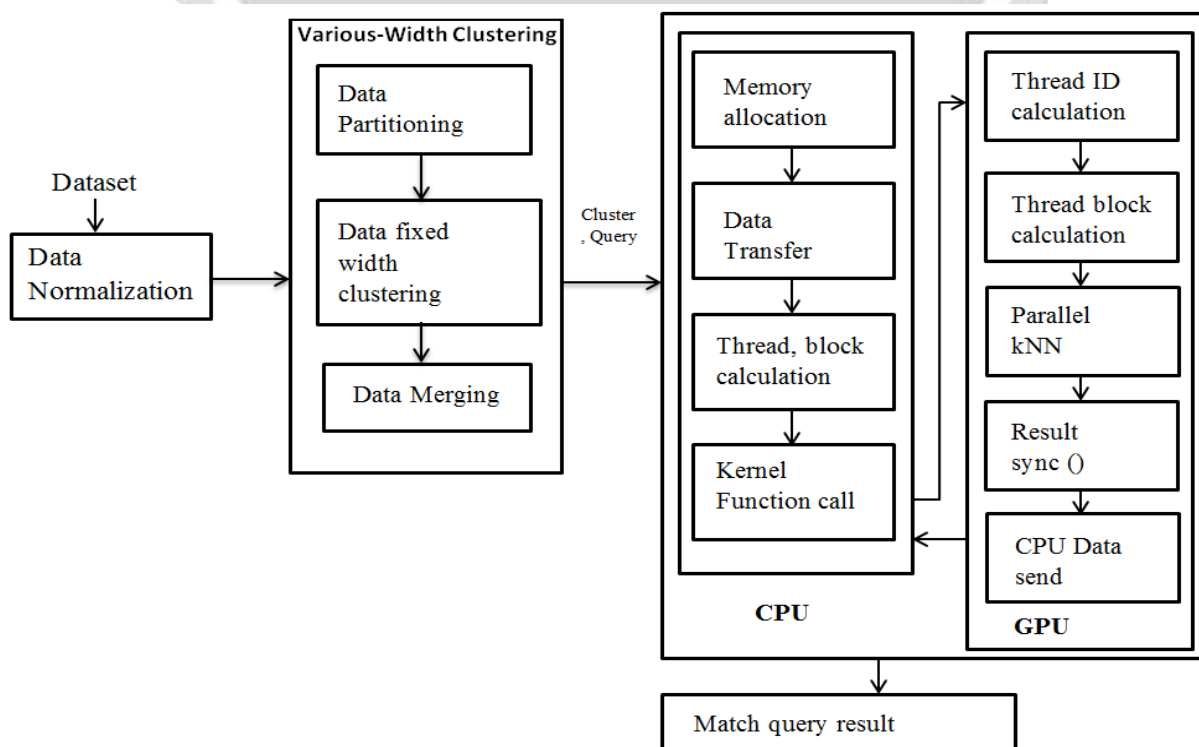 Dataset
Data
Normalization
Various-Width Clustering
Data
Partitioning
Data fixed
width
clustering
Data Merging
Cluster
, Query
Memory
allocation
Data
Transfer
Thread, block
calculation
Kernel
Function call
CPU
Thread ID
calculation
Thread block
calculation
Parallel
kNN
Result
sync ()
CPU Data
send
GPU
Match query result